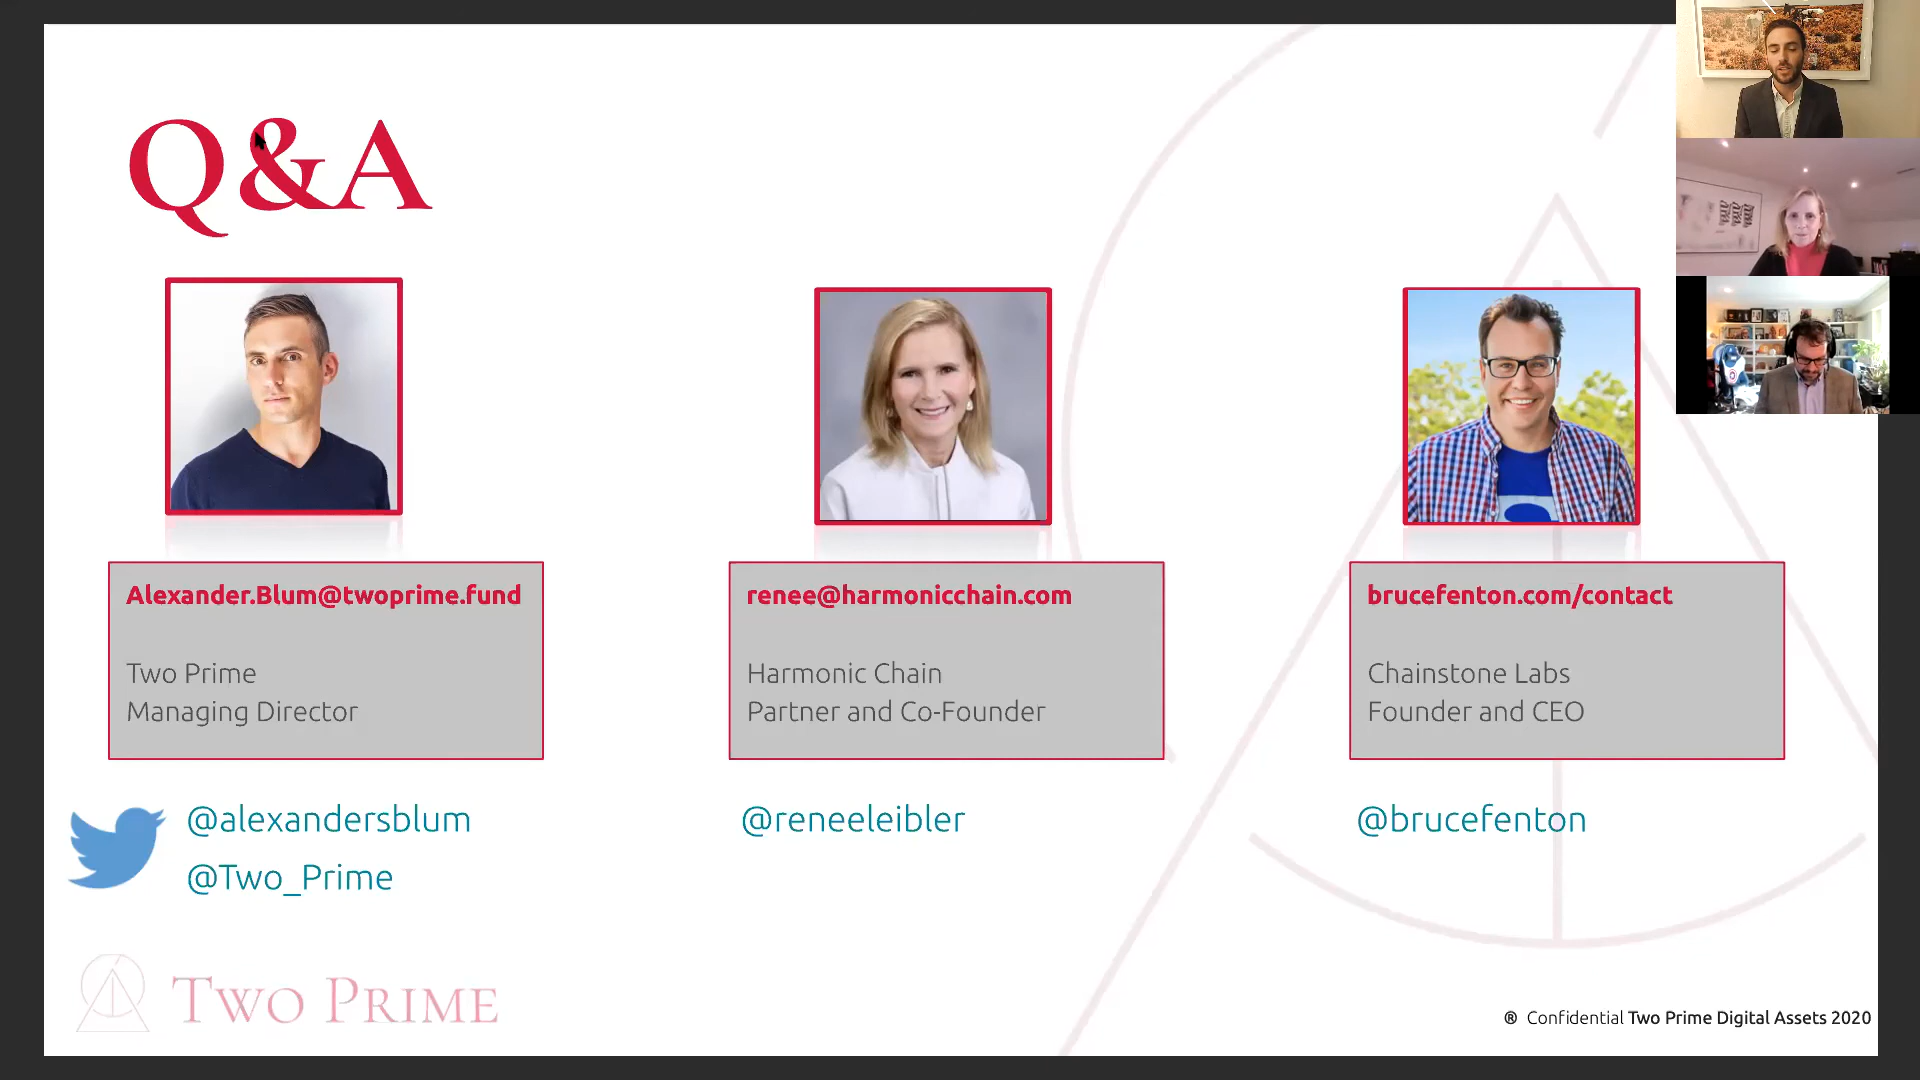 Q&A
Alexander.Blum@twoprime.fund
Two Prime
Managing Director
renee@harmonicchain.com
Harmonic Chain
Partner and Co-Founder
brucefenton.com/contact
Chainstone Labs
Founder and CEO
@alexandersblum
@Two_Prime
@reneeleibler
@brucefenton
TWO PRIME
® Confidential Two Prime Digital Assets 2020